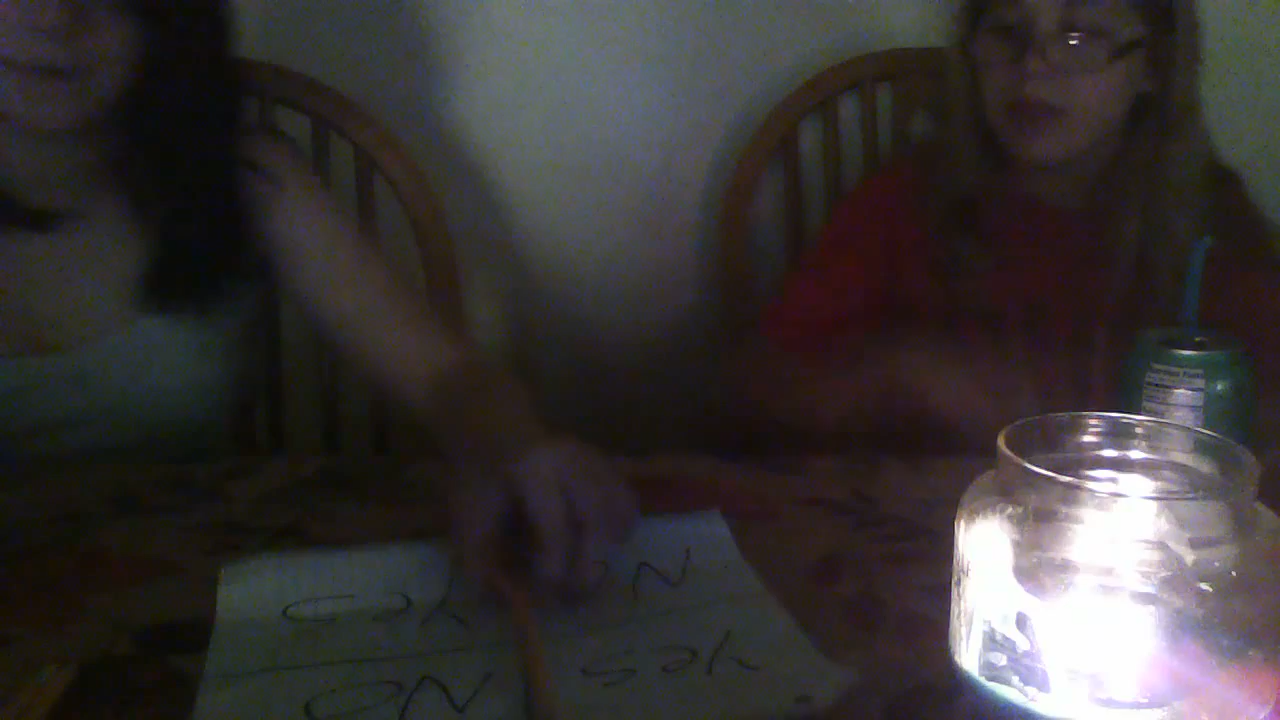 No yes
yes No